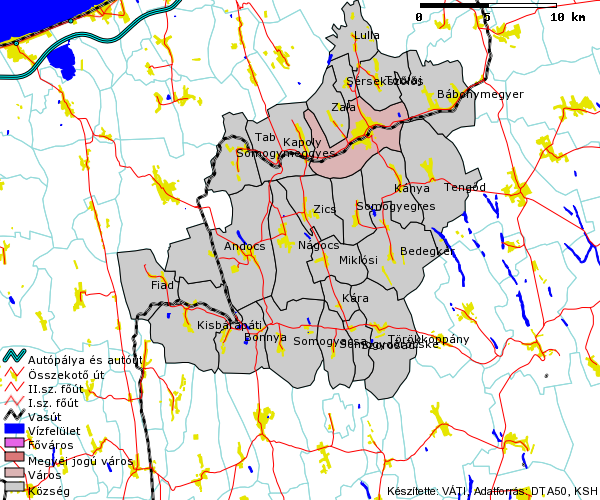 0 5 10 km
Lulla
Sérsekszőlős
Torvaj
Bábonymegyer
Zala
Tab
Kapoly
Somogymeggyes
Kánya
Tengőd
Zics
Somogyegres
Andocs
Nágocs
Bedegkér
Miklósi
Fiad
Kára
Kisbárapáti
Bonnya
Somogyacsa
Törökkoppány
Autópálya és autóút
Összekötő út
II.sz. főút
I.sz. főút
Vasút
Vízfelület
Főváros
Megyei jogú város
Város
Község
Készítette: VÁTI, Adatforrás: DTA50, KSH